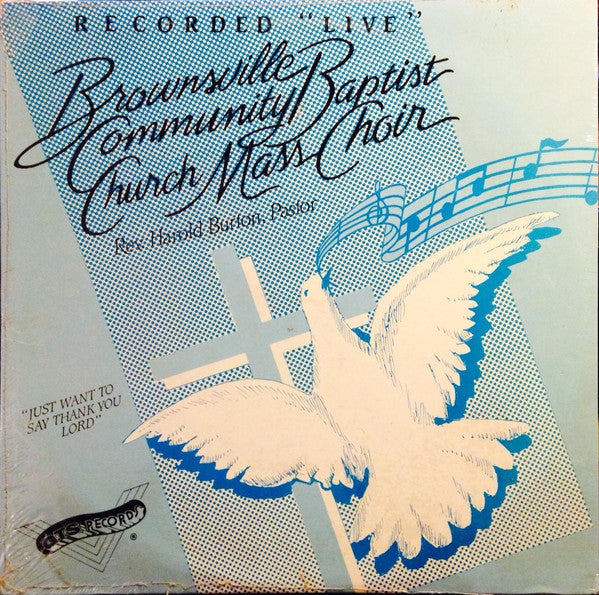 RECORDED "LIVE"
Brownsville
Community Baptist
Church Mass Choir
Rev. Harold Burton, Pastor
"JUST WANT TO
SAY THANK YOU
LORD"
RECORDS
®